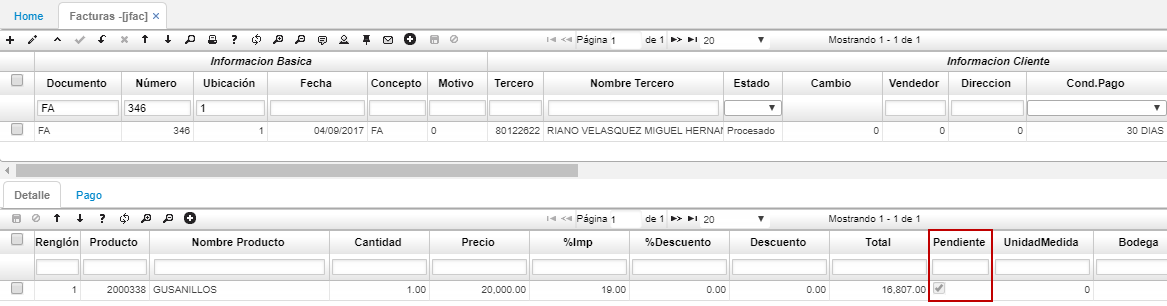 Home Facturas -[jfac] ×
Página 1 de 1 20 Mostrando 1 - 1 de 1
Informacion Basica Informacion Cliente
Documento Número Ubicación Fecha Concepto Motivo Tercero Nombre Tercero Estado Cambio Vendedor Direccion Cond.Pago
FA 346 1
FA 346 1 04/09/2017 FA 0 80122622 RIANO VELASQUEZ MIGUEL HERNAN Procesado 0 0 0 30 DIAS
Detalle Pago
Página 1 de 1 20 Mostrando 1 - 1 de 1
Renglón Producto Nombre Producto Cantidad Precio %Imp %Descuento Descuento Total Pendiente UnidadMedida Bodega
1 2000338 GUSANILLOS 1.00 20,000.00 19.00 0.00 0.00 16,807.00 0